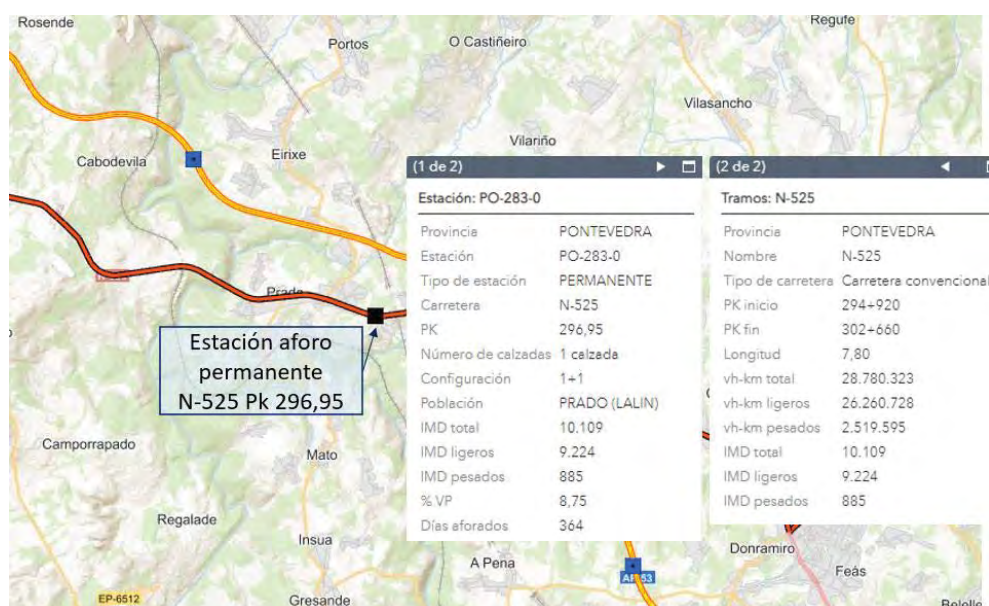 Rosende
Regufe
Portos
O Castiñeiro
Vilasancho
Vilariño
Cabodevila
Eirixe
Prado
Estación aforo
permanente
N-525 Pk 296,95
Camporrapado
Mato
Regalade
Insua
EP-6512
Gresande
A Pena
Donramiro
Feás
(1 de 2)
Estación: PO-283-0
Provincia PONTEVEDRA
Estación PO-283-0
Tipo de estación PERMANENTE
Carretera N-525
PK 296,95
Número de calzadas 1 calzada
Configuración 1+1
Población PRADO (LALIN)
IMD total 10.109
IMD ligeros 9.224
IMD pesados 885
% VP 8,75
Días aforados 364
(2 de 2)
Tramos: N-525
Provincia PONTEVEDRA
Nombre N-525
Tipo de carretera Carretera convencional
PK inicio 294+920
PK fin 302+660
Longitud 7,80
vh-km total 28.780.323
vh-km ligeros 26.260.728
vh-km pesados 2.519.595
IMD total 10.109
IMD ligeros 9.224
IMD pesados 885